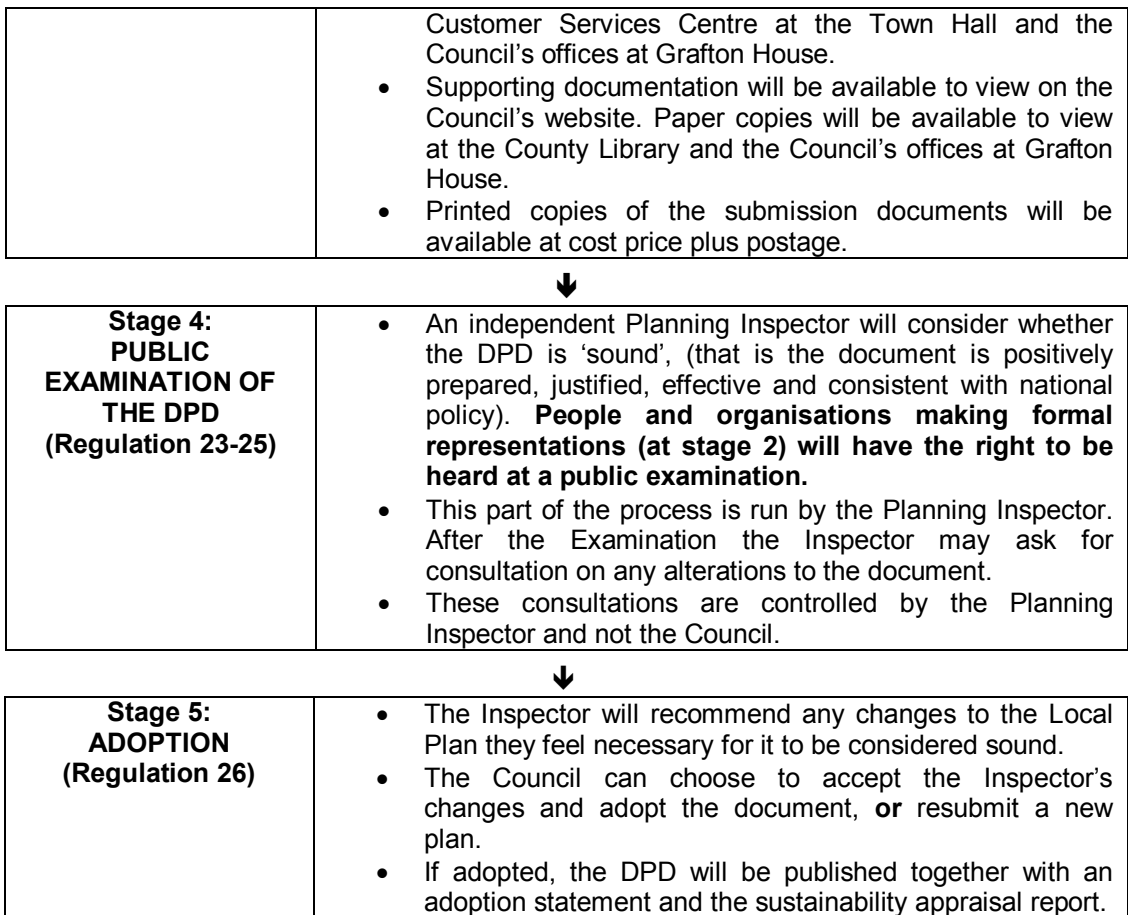 Customer Services Centre at the Town Hall and the
Council’s offices at Grafton House.
• Supporting documentation will be available to view on the
Council’s website. Paper copies will be available to view
at the County Library and the Council’s offices at Grafton
House.
• Printed copies of the submission documents will be
available at cost price plus postage.
Stage 4:
PUBLIC
EXAMINATION OF
THE DPD
(Regulation 23-25)
• An independent Planning Inspector will consider whether
the DPD is ‘sound’, (that is the document is positively
prepared, justified, effective and consistent with national
policy). People and organisations making formal
representations (at stage 2) will have the right to be
heard at a public examination.
• This part of the process is run by the Planning Inspector.
After the Examination the Inspector may ask for
consultation on any alterations to the document.
• These consultations are controlled by the Planning
Inspector and not the Council.
Stage 5:
ADOPTION
(Regulation 26)
• The Inspector will recommend any changes to the Local
Plan they feel necessary for it to be considered sound.
• The Council can choose to accept the Inspector’s
changes and adopt the document, or resubmit a new
plan.
• If adopted, the DPD will be published together with an
adoption statement and the sustainability appraisal report.